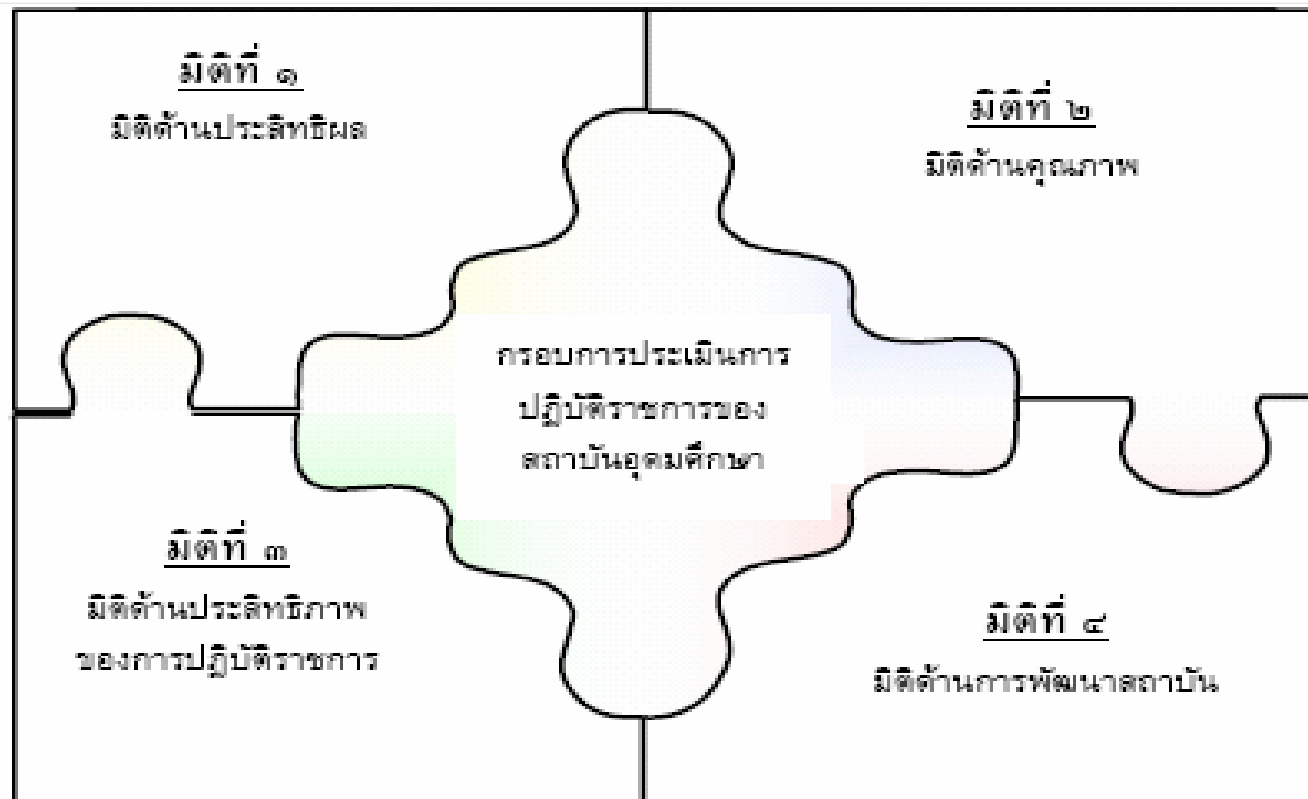 มิติที่ ๑
มิติด้านประสิทธิผล
มิติที่ ๒
มิติด้านคุณภาพ
กรอบการประเมินการ
ปฏิบัติราชการของ
สถาบันอุดมศึกษา
มิติที่ ๓
มิติด้านประสิทธิภาพ
ของการปฏิบัติราชการ
มิติที่ ๔
มิติด้านการพัฒนาสถาบัน